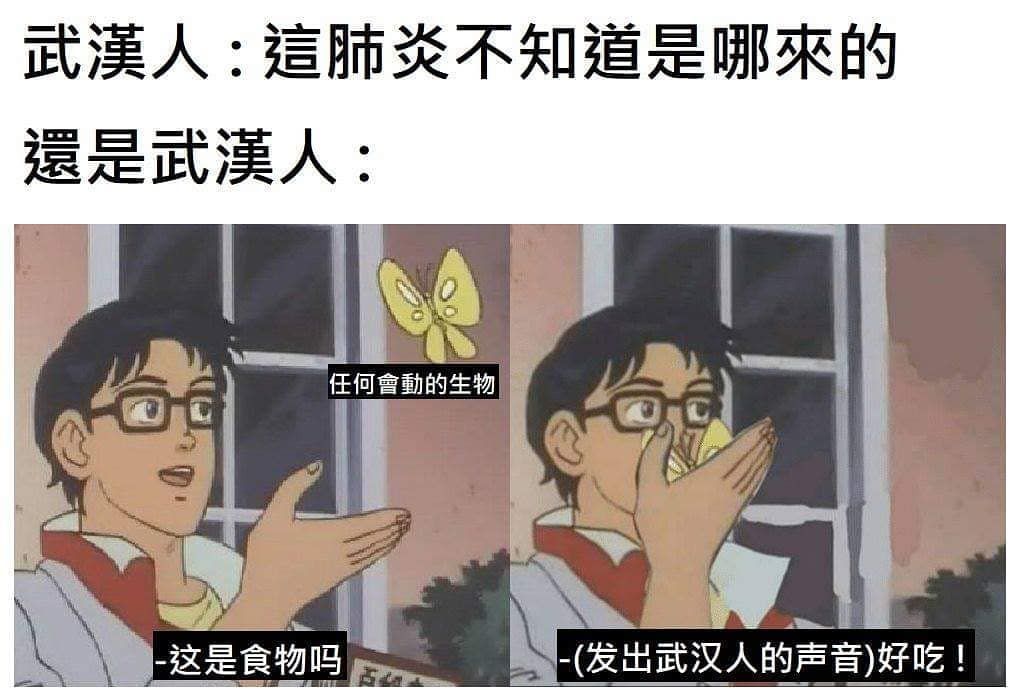 武漢人 : 這肺炎不知道是哪來的
還是武漢人 :
任何會動的生物
-这是食物吗
-(发出武汉人的声音)好吃！